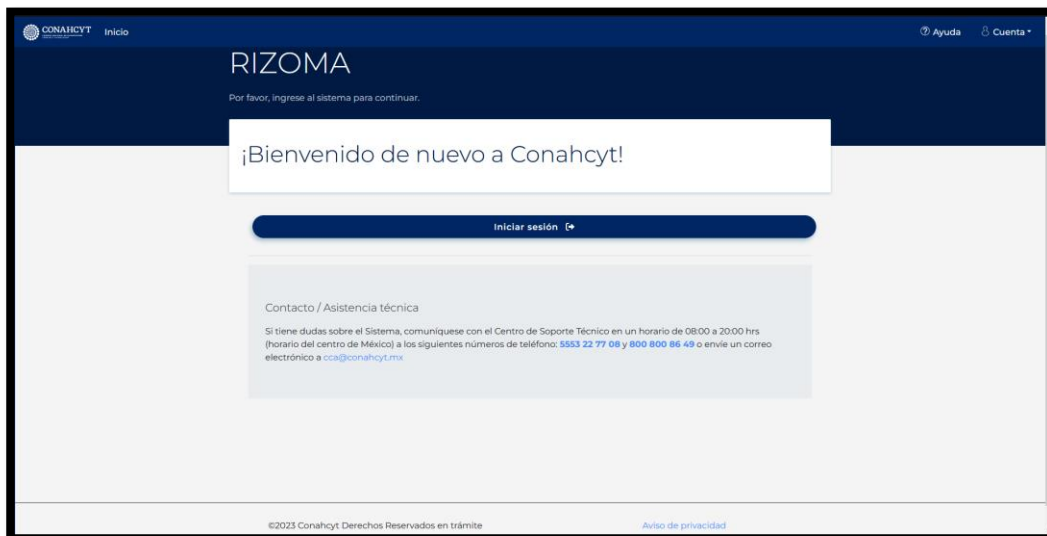 CONAHCYT Inicio Ayuda Cuenta
RIZOMA
Por favor, ingrese al sistema para continuar.
¡Bienvenido de nuevo a Conahcyt!
Iniciar sesión
Contacto / Asistencia técnica
Si tiene dudas sobre el Sistema, comuníquese con el Centro de Soporte Técnico en un horario de 08:00 a 20:00 hrs
(horario del centro de México) a los siguientes números de teléfono: 5553 22 77 08 y 800 800 86 49 o envíe un correo
electrónico a cca@conahcyt.mx
©2023 Conahcyt Derechos Reservados en trámite Aviso de privacidad